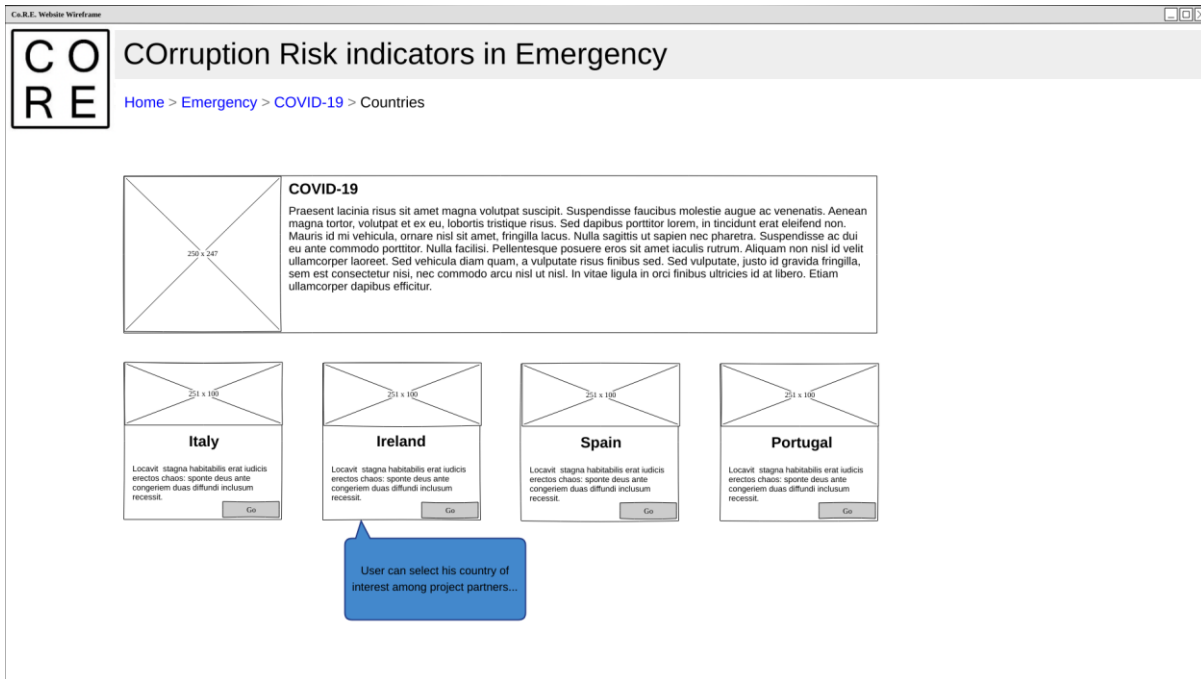 Co.R.E. Website Wireframe
C O
R E
COrruption Risk indicators in Emergency
Home > Emergency > COVID-19 > Countries
250 x 247
COVID-19
Praesent lacinia risus sit amet magna volutpat suscipit. Suspendisse faucibus molestie augue ac venenatis. Aenean
magna tortor, volutpat et ex eu, lobortis tristique risus. Sed dapibus porttitor lorem, in tincidunt erat eleifend non.
Mauris id mi vehicula, ornare nisl sit amet, fringilla lacus. Nulla sagittis ut sapien nec pharetra. Suspendisse ac dui
eu ante commodo porttitor. Nulla facilisi. Pellentesque posuere eros sit amet iaculis rutrum. Aliquam non nisl id velit
ullamcorper laoreet. Sed vehicula diam quam, a vulputate risus finibus sed. Sed vulputate, justo id gravida fringilla,
sem est consectetur nisi, nec commodo arcu nisl ut nisl. In vitae ligula in orci finibus ultricies id at libero. Etiam
ullamcorper dapibus efficitur.
251 x 100
Italy
Locavit stagna habitabilis erat iudicis
erectos chaos: sponte deus ante
congeriem duas diffundi inclusum
recessit.
Go
251 x 100
Ireland
Locavit stagna habitabilis erat iudicis
erectos chaos: sponte deus ante
congeriem duas diffundi inclusum
recessit.
Go
251 x 100
Spain
Locavit stagna habitabilis erat iudicis
erectos chaos: sponte deus ante
congeriem duas diffundi inclusum
recessit.
Go
251 x 100
Portugal
Locavit stagna habitabilis erat iudicis
erectos chaos: sponte deus ante
congeriem duas diffundi inclusum
recessit.
Go
User can select his country of
interest among project partners...